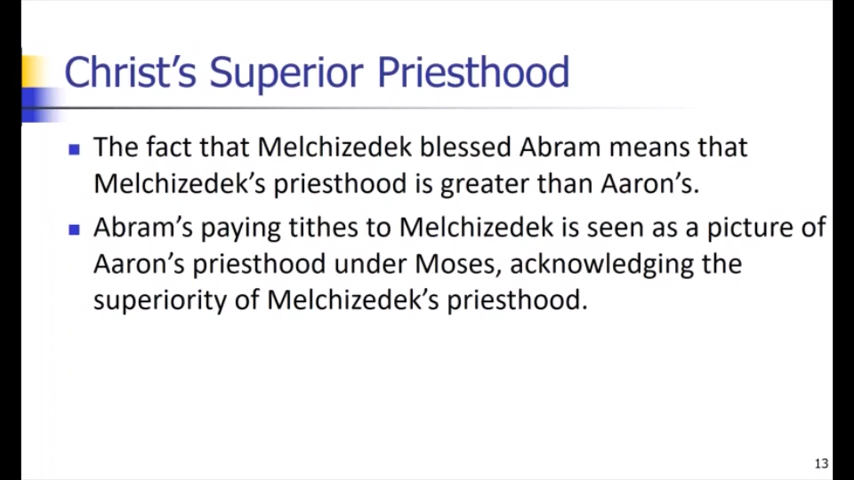 Christ’s Superior Priesthood
The fact that Melchizedek blessed Abram means that
Melchizedek’s priesthood is greater than Aaron’s.
Abram’s paying tithes to Melchizedek is seen as a picture of
Aaron’s priesthood under Moses, acknowledging the
superiority of Melchizedek’s priesthood.
13